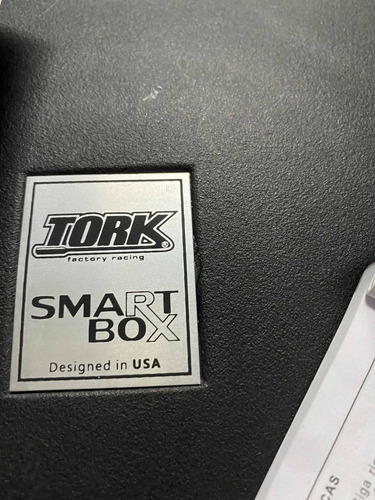 TORK®
factory racing
SMART
BOX
Designed in USA